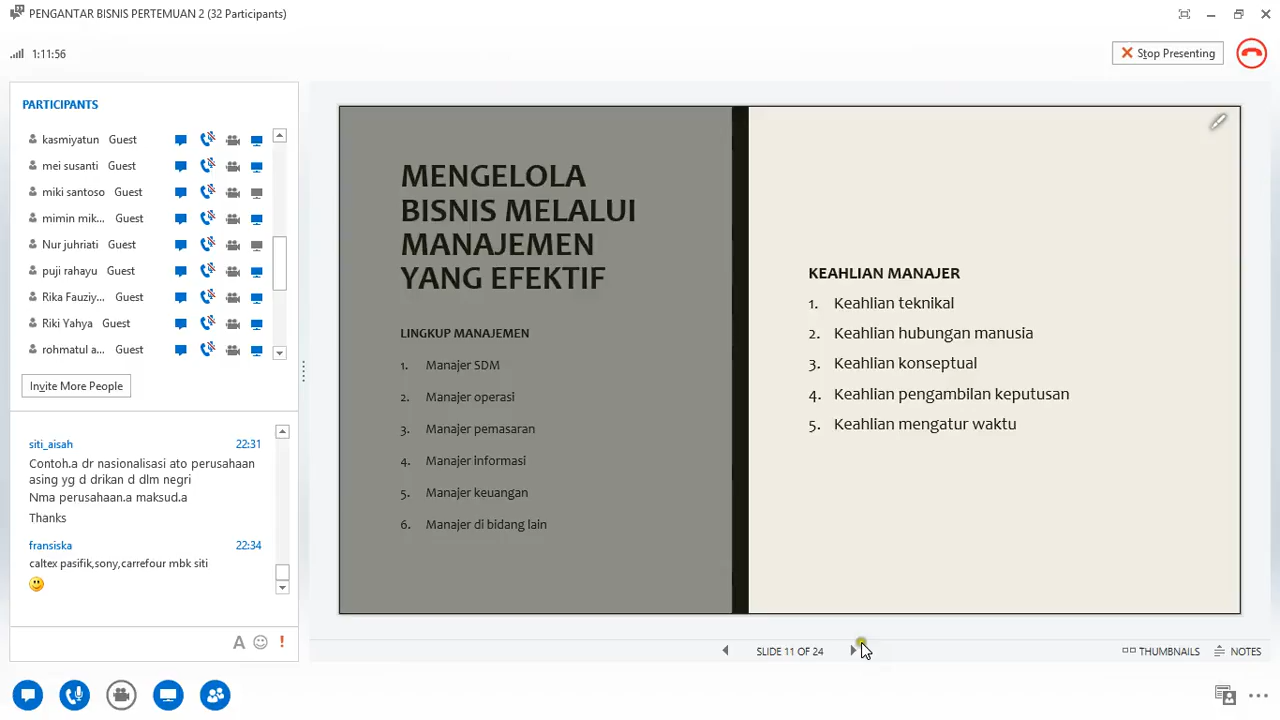 PENGANTAR BISNIS PERTEMUAN 2 (32 Participants)
1:11:56
Stop Presenting
PARTICIPANTS
kasmiyatun Guest
mei susanti Guest
miki santoso Guest
mimin mik... Guest
Nur juhriati Guest
puji rahayu Guest
Rika Fauziy... Guest
Riki Yahya Guest
rohmatul a... Guest
Invite More People
siti_aisah 22:31
Contoh.a dr nasionalisasi ato perusahaan
asing yg d drikan d dlm negri
Nma perusahaan.a maksud.a
Thanks
fransiska 22:34
caltex pasifik,sony,carrefour mbk siti
A
MENGELOLA
BISNIS MELALUI
MANAJEMEN
YANG EFEKTIF
LINGKUP MANAJEMEN
1. Manajer SDM
2. Manajer operasi
3. Manajer pemasaran
4. Manajer informasi
5. Manajer keuangan
6. Manajer di bidang lain
KEAHLIAN MANAJER
1. Keahlian teknikal
2. Keahlian hubungan manusia
3. Keahlian konseptual
4. Keahlian pengambilan keputusan
5. Keahlian mengatur waktu
SLIDE 11 OF 24
THUMBNAILS
NOTES